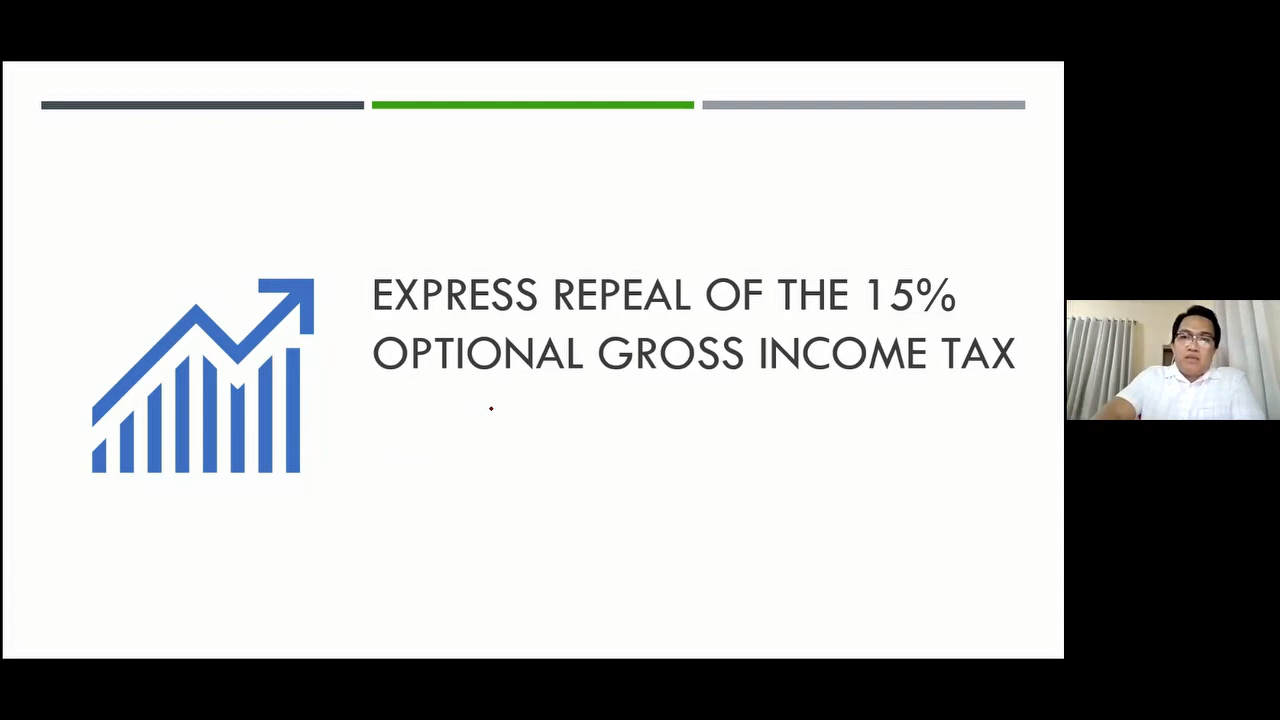 EXPRESS REPEAL OF THE 15%
OPTIONAL GROSS INCOME TAX